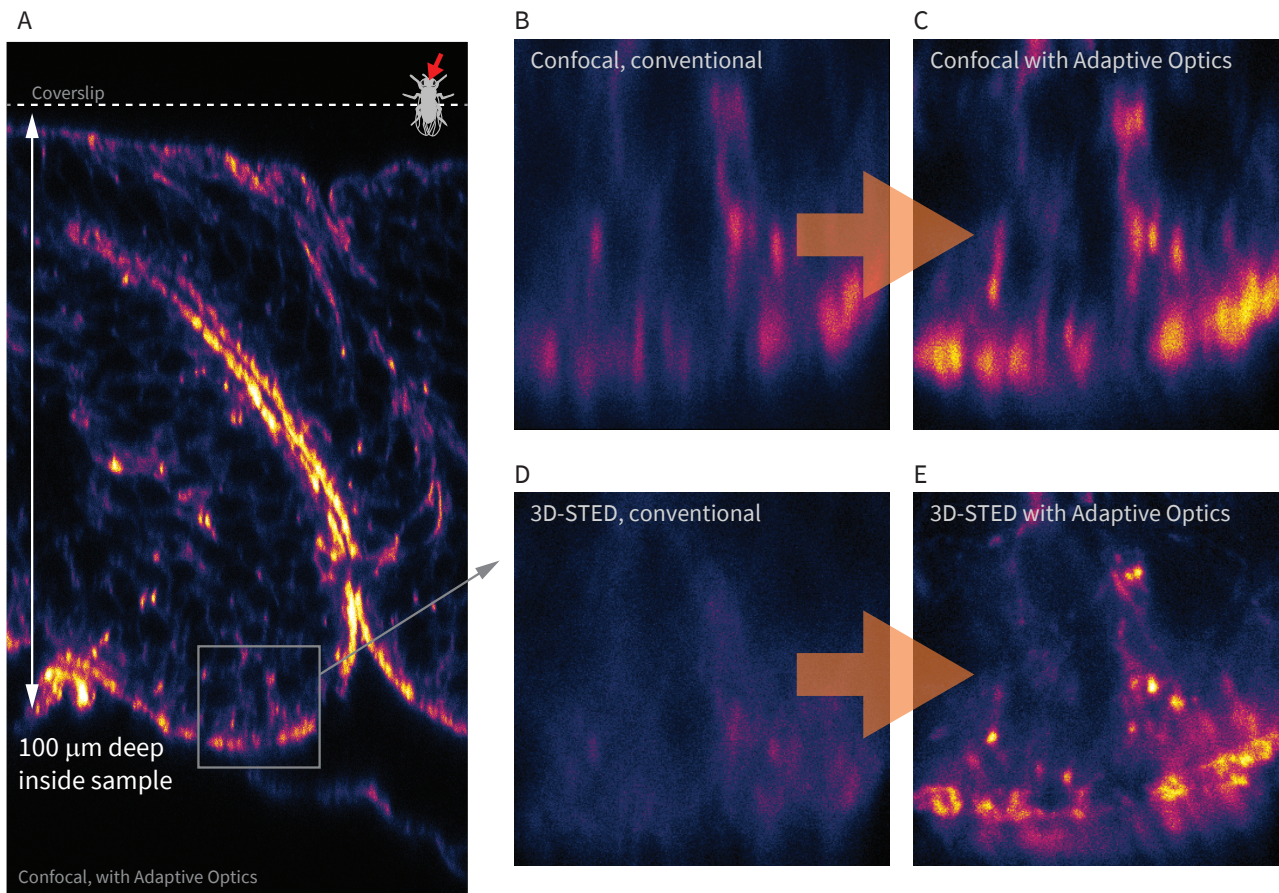 A
Coverslip
100 μm deep
inside sample
Confocal, with Adaptive Optics
B
Confocal, conventional
C
Confocal with Adaptive Optics
D
3D-STED, conventional
E
3D-STED with Adaptive Optics